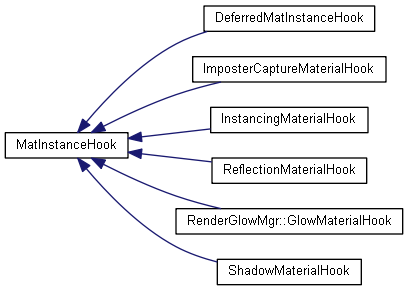 DeferredMatInstanceHook
ImposterCaptureMaterialHook
InstancingMaterialHook
MatInstanceHook
ReflectionMaterialHook
RenderGlowMgr::GlowMaterialHook
ShadowMaterialHook